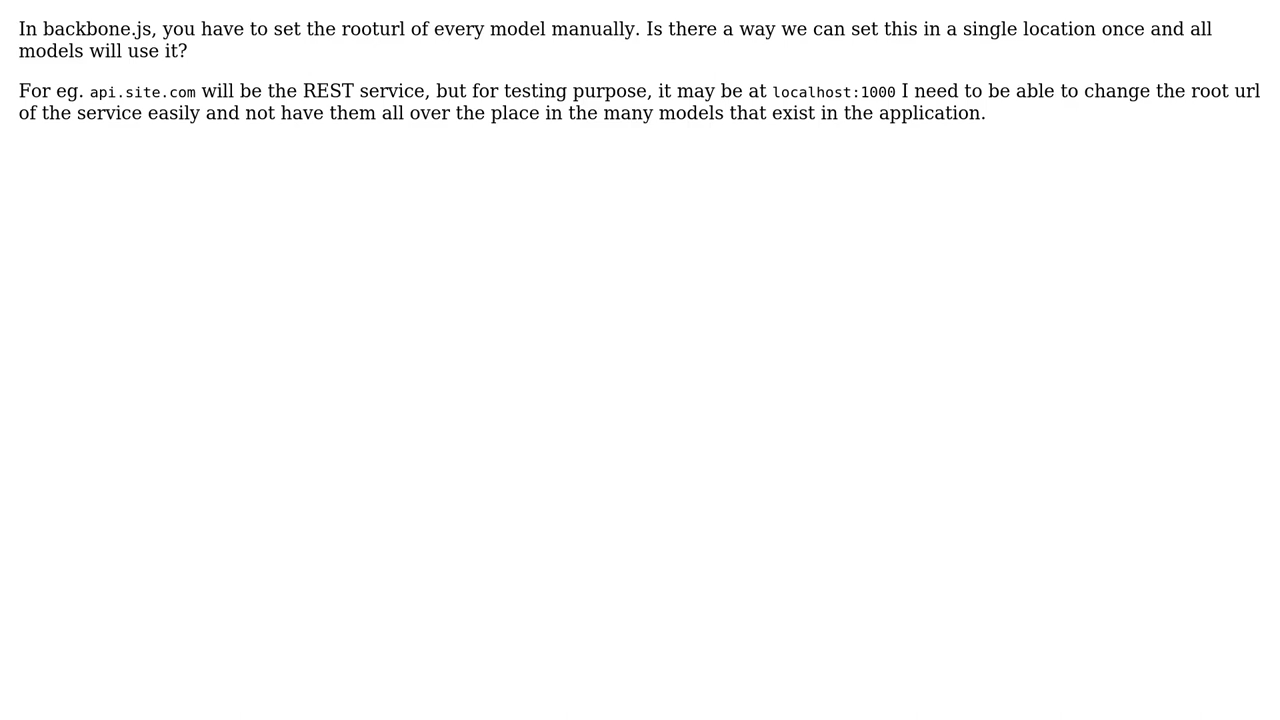 In backbone.js, you have to set the rooturl of every model manually. Is there a way we can set this in a single location once and all
models will use it?
For eg. api.site.com will be the REST service, but for testing purpose, it may be at localhost:1000 I need to be able to change the root url
of the service easily and not have them all over the place in the many models that exist in the application.